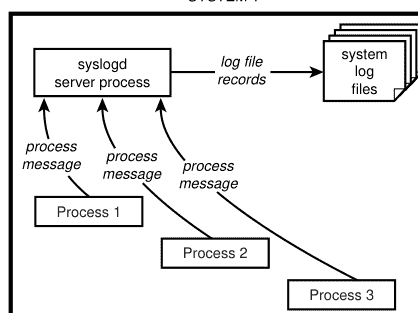 syslogd
server process
log file
records
system
log
files
process
message
process
message
process
message
Process 1
Process 2
Process 3